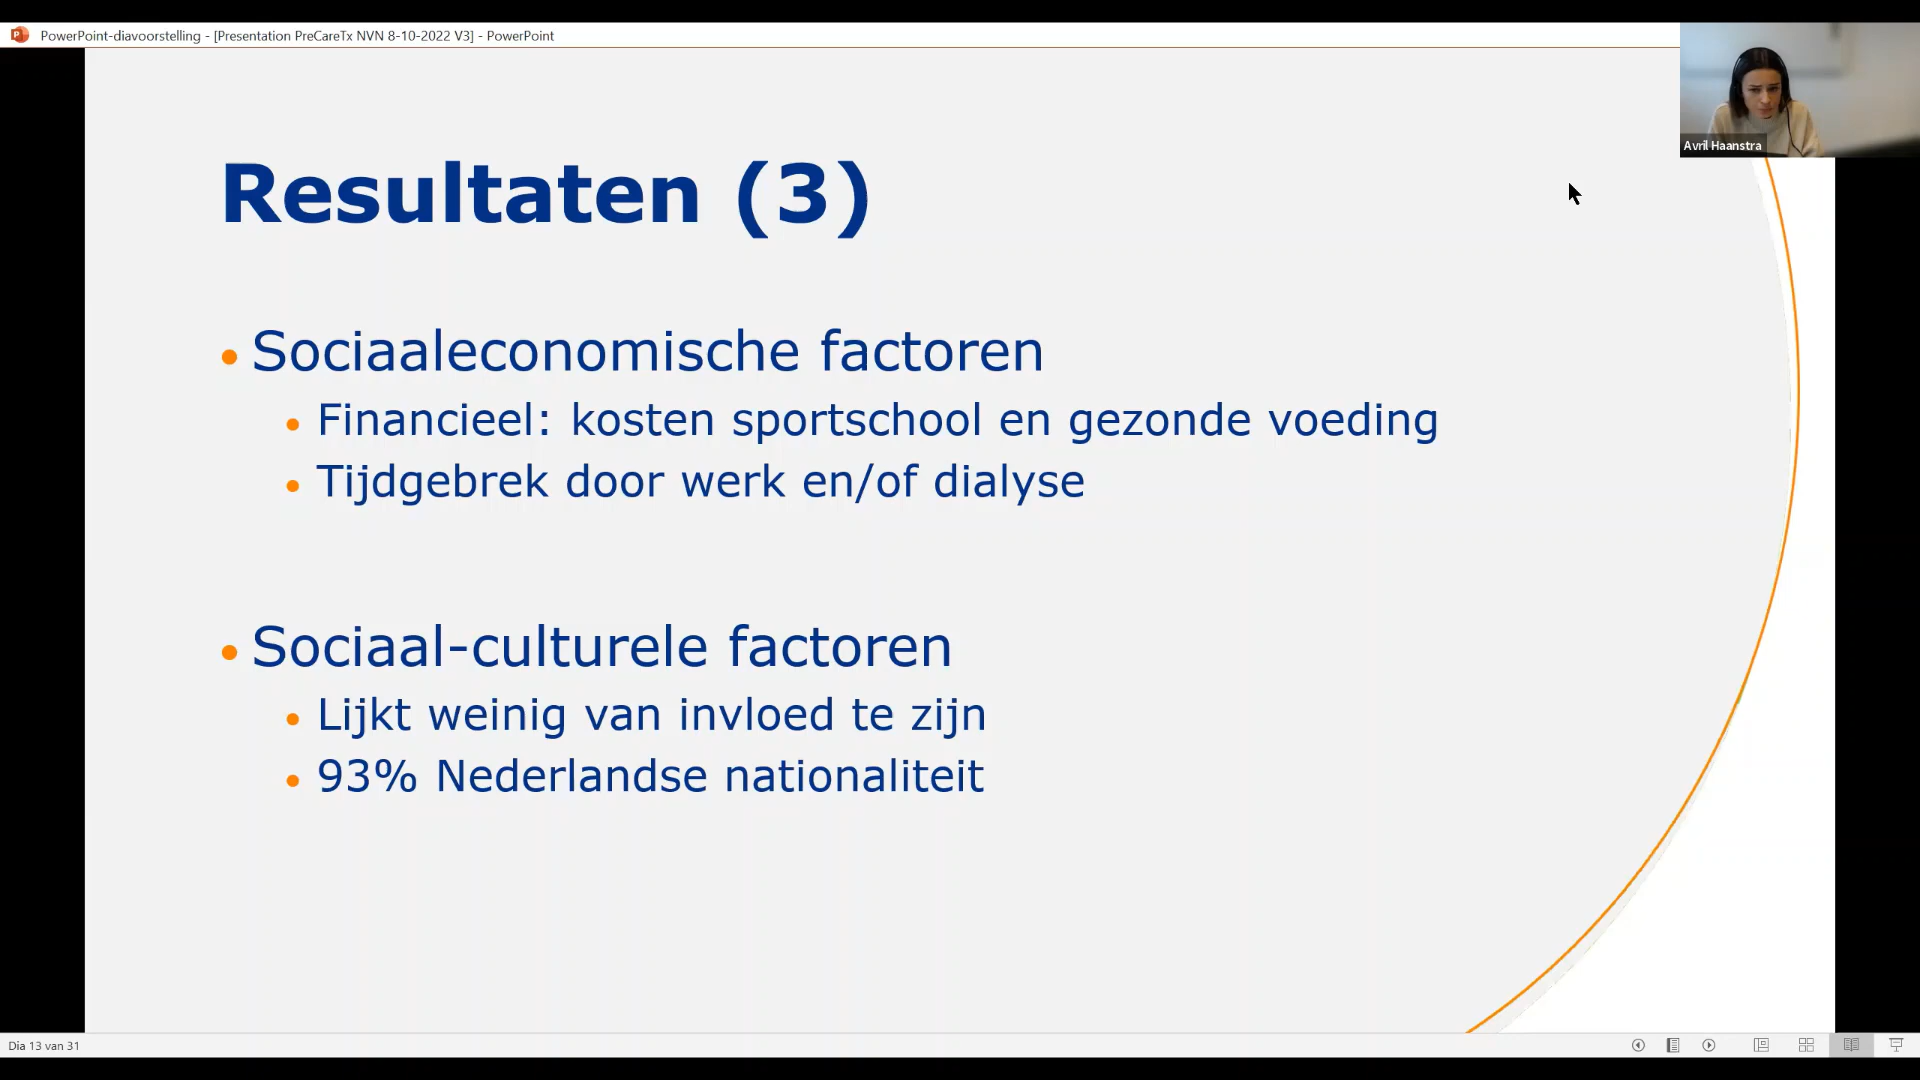 PowerPoint-diavoorstelling - [Presentation PreCareTx NVN 8-10-2022 V3] - PowerPoint
Avril Haanstra
Resultaten (3)
Sociaaleconomische factoren
Financieel: kosten sportschool en gezonde voeding
Tijdgebrek door werk en/of dialyse
Sociaal-culturele factoren
Lijkt weinig van invloed te zijn
93% Nederlandse nationaliteit
Dia 13 van 31